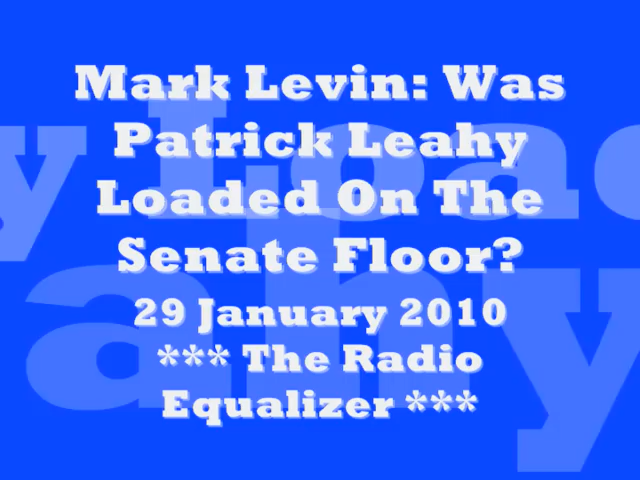 Mark Levin: Was
Patrick Leahy
Loaded On The
Senate Floor?
29 January 2010
*** The Radio
Equalizer ***